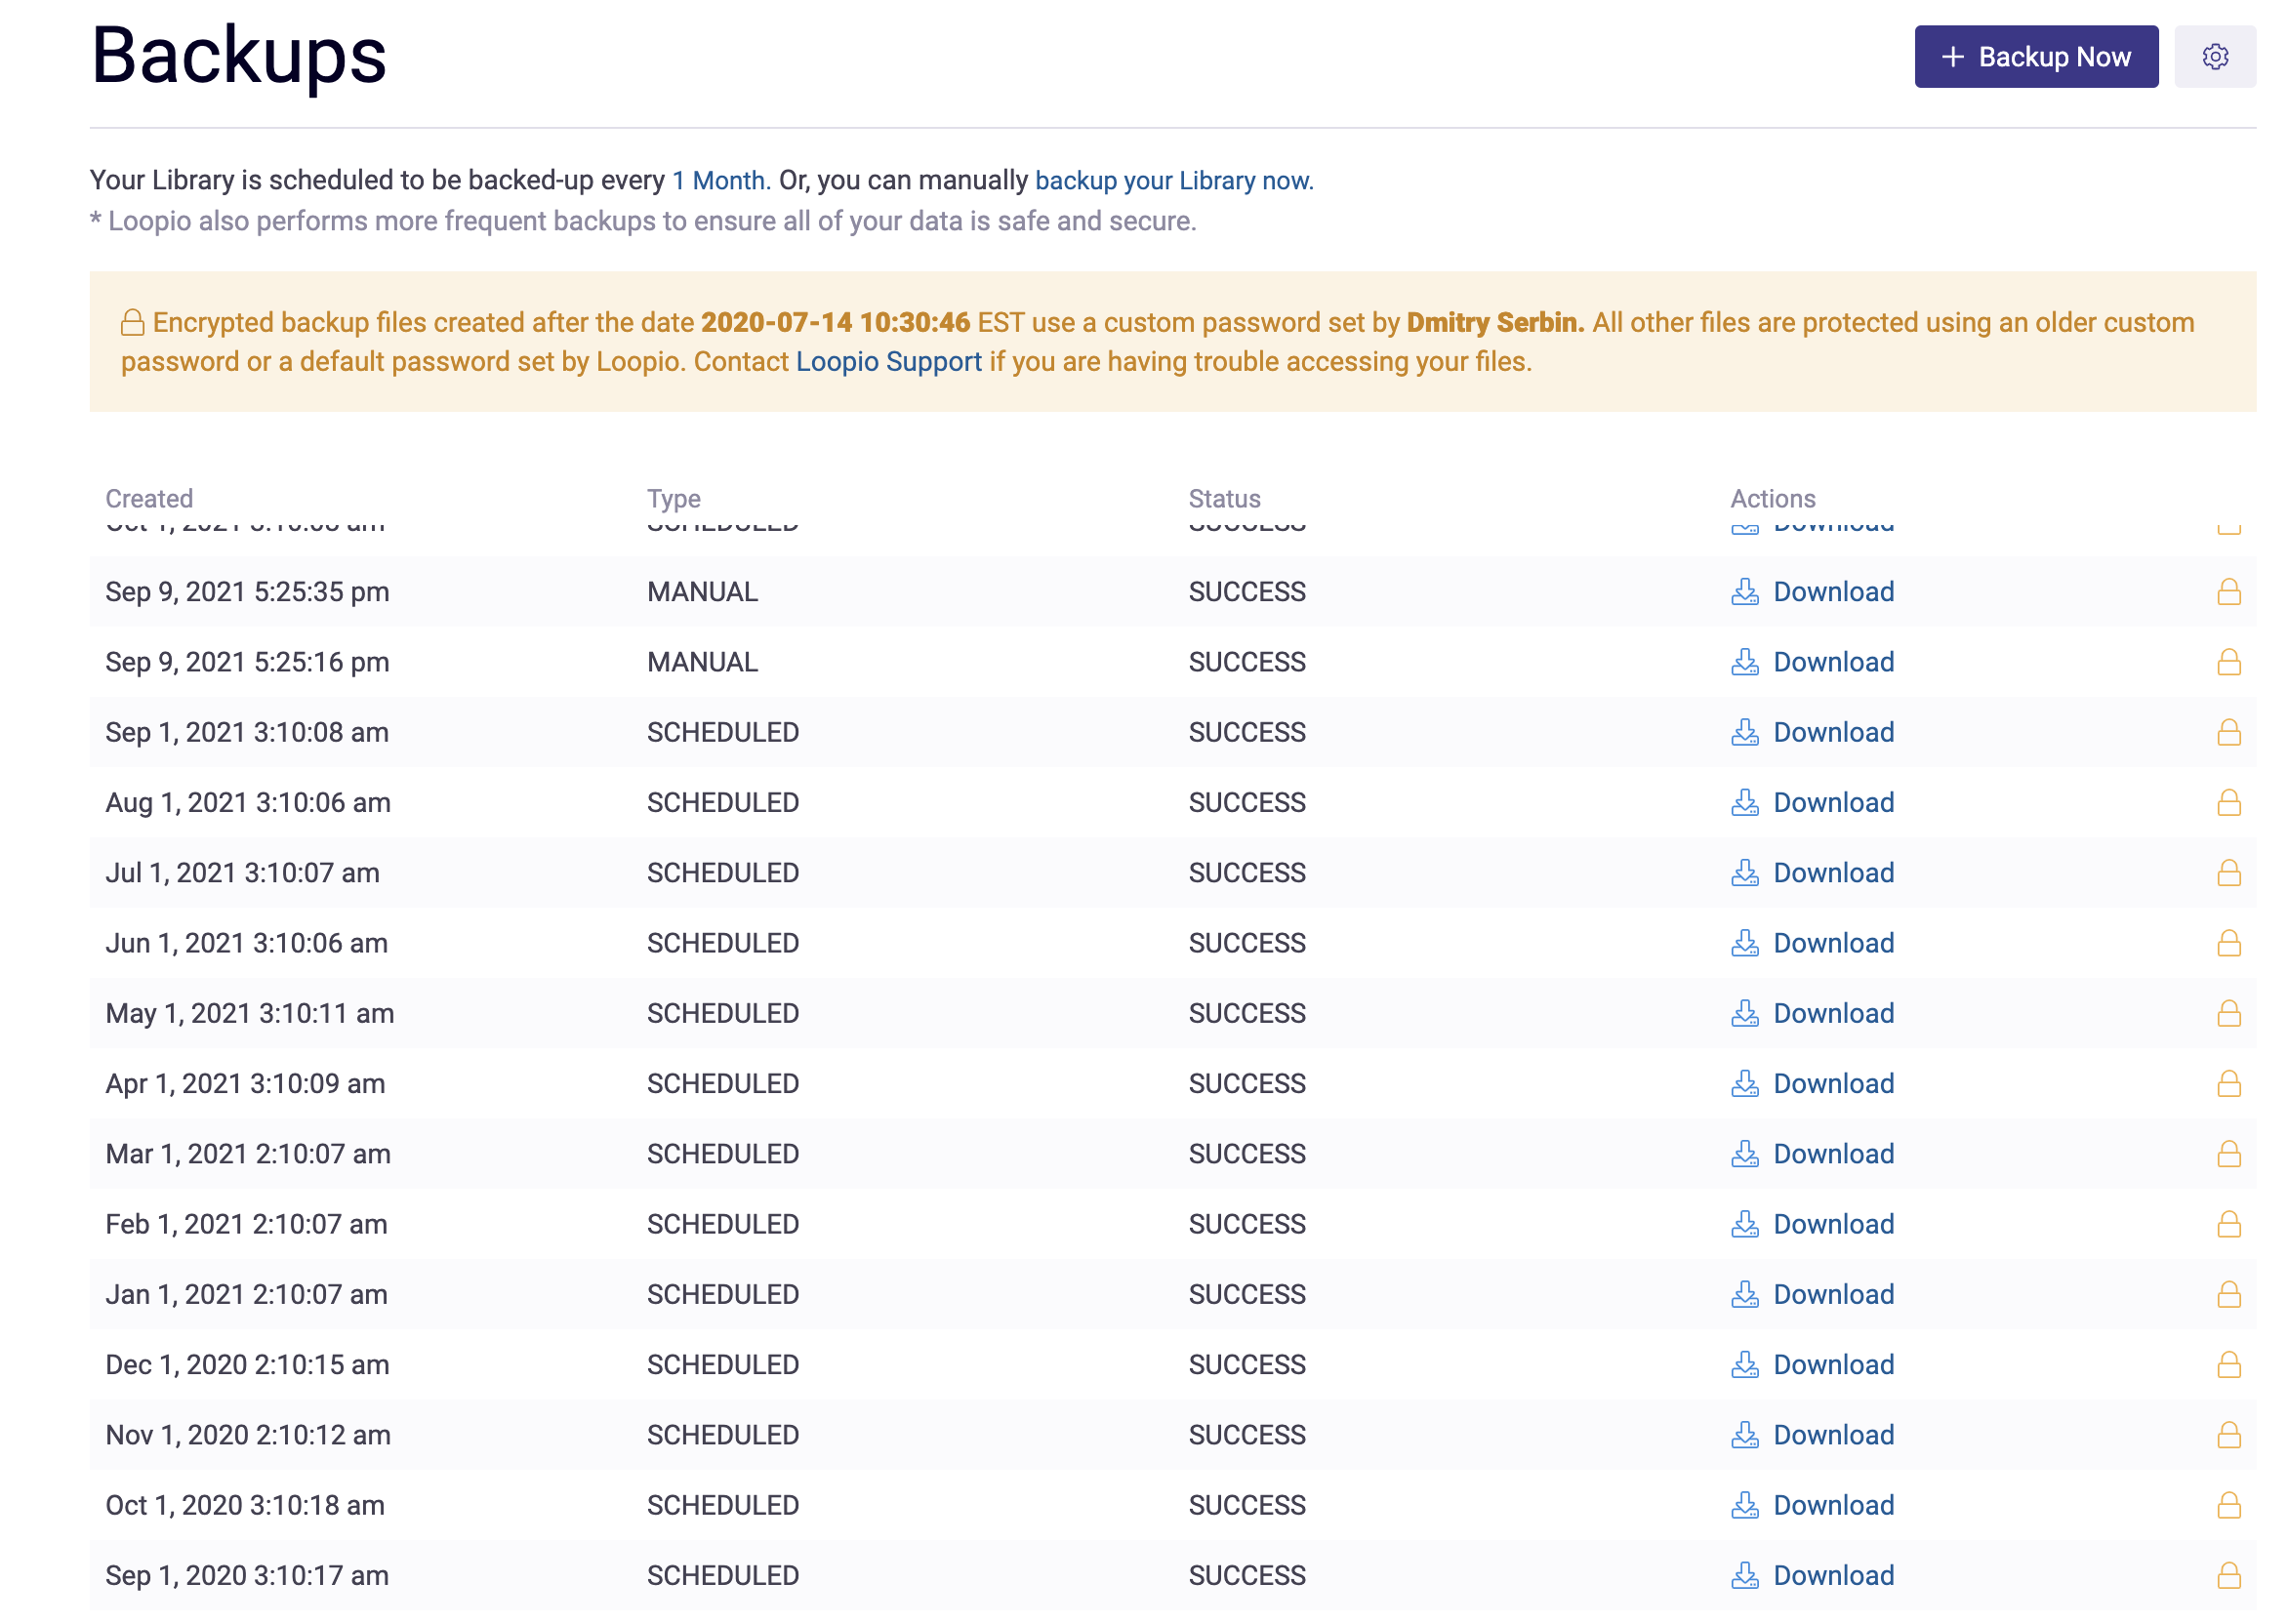 Backups
+ Backup Now
Your Library is scheduled to be backed-up every 1 Month. Or, you can manually backup your Library now.
* Loopio also performs more frequent backups to ensure all of your data is safe and secure.
Encrypted backup files created after the date 2020-07-14 10:30:46 EST use a custom password set by Dmitry Serbin. All other files are protected using an older custom
password or a default password set by Loopio. Contact Loopio Support if you are having trouble accessing your files.
Created Type Status Actions
Oct 1, 2021 SCHEDULED SUCCESS Download
Sep 9, 2021 5:25:35 pm MANUAL SUCCESS Download
Sep 9, 2021 5:25:16 pm MANUAL SUCCESS Download
Sep 1, 2021 3:10:08 am SCHEDULED SUCCESS Download
Aug 1, 2021 3:10:06 am SCHEDULED SUCCESS Download
Jul 1, 2021 3:10:07 am SCHEDULED SUCCESS Download
Jun 1, 2021 3:10:06 am SCHEDULED SUCCESS Download
May 1, 2021 3:10:11 am SCHEDULED SUCCESS Download
Apr 1, 2021 3:10:09 am SCHEDULED SUCCESS Download
Mar 1, 2021 2:10:07 am SCHEDULED SUCCESS Download
Feb 1, 2021 2:10:07 am SCHEDULED SUCCESS Download
Jan 1, 2021 2:10:07 am SCHEDULED SUCCESS Download
Dec 1, 2020 2:10:15 am SCHEDULED SUCCESS Download
Nov 1, 2020 2:10:12 am SCHEDULED SUCCESS Download
Oct 1, 2020 3:10:18 am SCHEDULED SUCCESS Download
Sep 1, 2020 3:10:17 am SCHEDULED SUCCESS Download